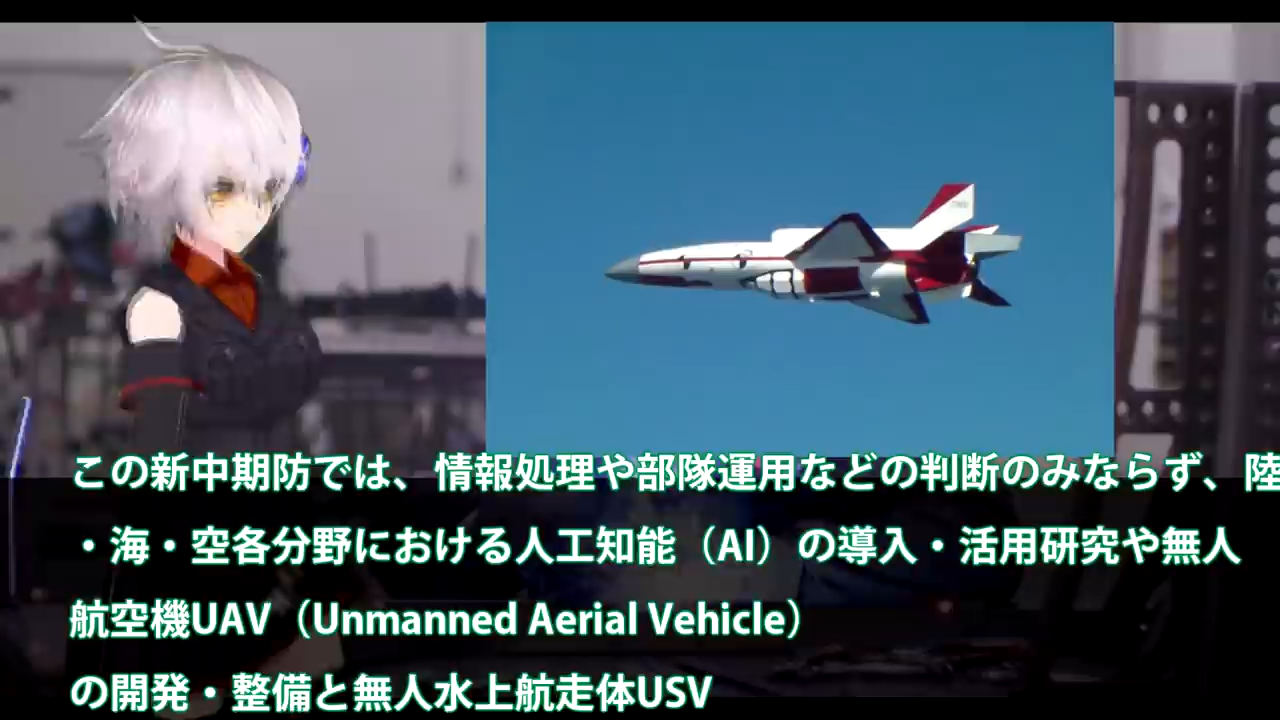 この新中期防では、情報処理や部隊運用などの判断のみならず、陸
・海・空各分野における人工知能（AI）の導入・活用研究や無人
航空機UAV（Unmanned Aerial Vehicle）
の開発・整備と無人水上航走体USV